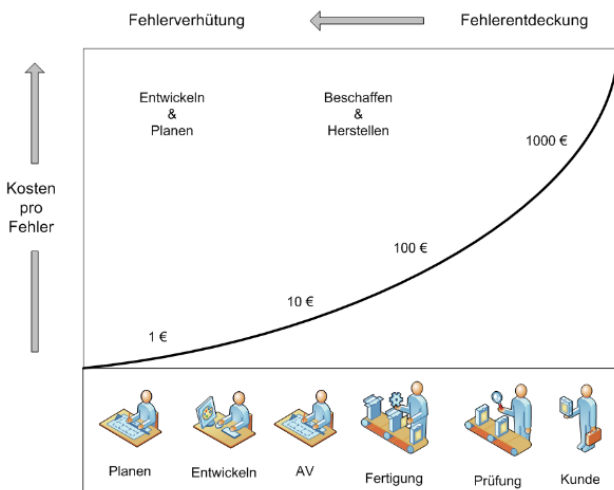 Fehlerverhütung
Fehlerentdeckung
Entwickeln
&
Planen
Beschaffen
&
Herstellen
1000 €
Kosten
pro
Fehler
100 €
10 €
1 €
Planen
Entwickeln
AV
Fertigung
Prüfung
Kunde